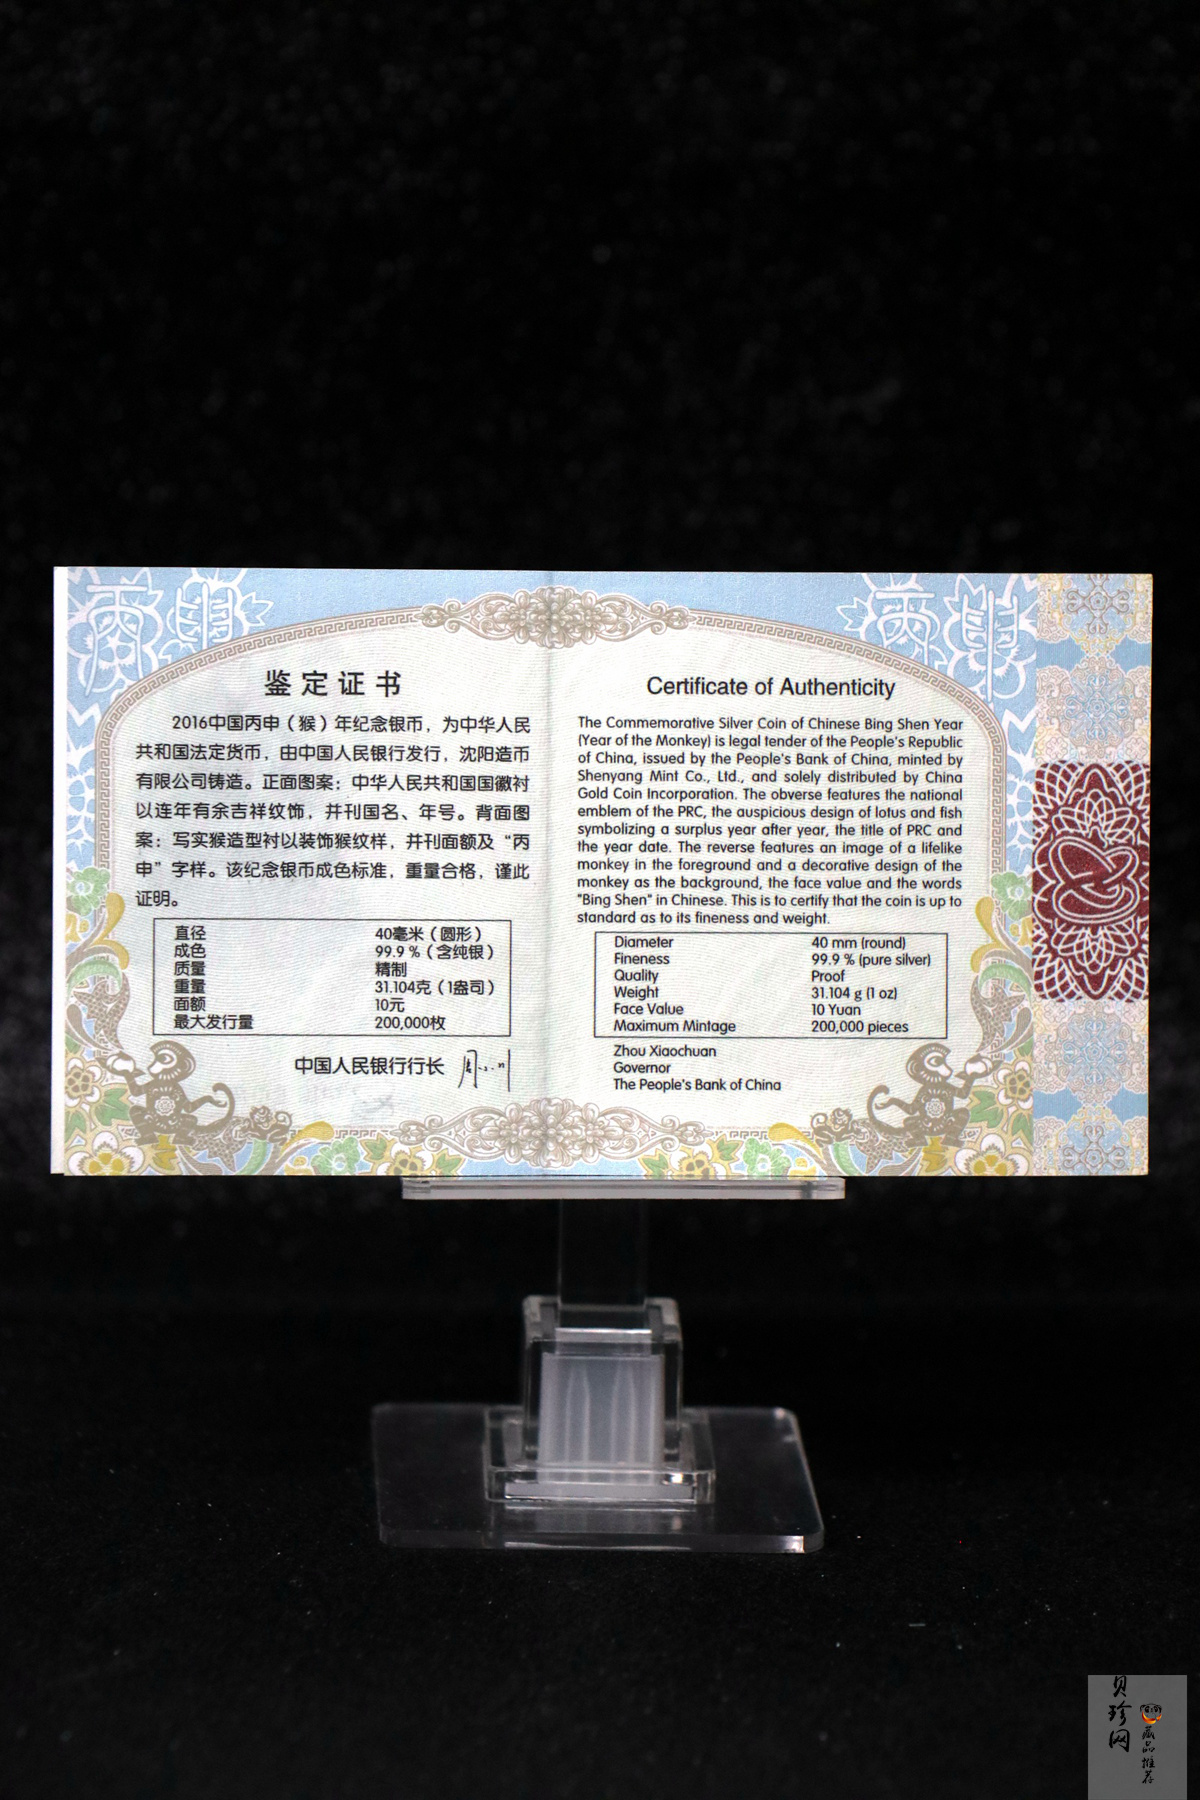 鉴定证书
2016中国丙申（猴）年纪念银币，为中华人民
共和国法定货币，由中国人民银行发行，沈阳造币
有限公司铸造。正面图案：中华人民共和国国徽衬
以连年有余吉祥纹饰，并刊国名、年号。背面图
案：写实猴造型衬以装饰猴纹样，并刊面额及“丙
申”字样。该纪念银币成色标准，重量合格，谨此
证明。
直径 40毫米（圆形）
成色 99.9 %（含纯银）
质量 精制
重量 31.104克（1盎司）
面额 10元
最大发行量 200,000枚
中国人民银行行长
Certificate of Authenticity
The Commemorative Silver Coin of Chinese Bing Shen Year
(Year of the Monkey) is legal tender of the People's Republic
of China, issued by the People's Bank of China, minted by
Shenyang Mint Co., Ltd., and solely distributed by China
Gold Coin Incorporation. The obverse features the national
emblem of the PRC, the auspicious design of lotus and fish
symbolizing a surplus year after year, the title of PRC and
the year date. The reverse features an image of a lifelike
monkey in the foreground and a decorative design of the
monkey as the background, the face value and the words
"Bing Shen" in Chinese. This is to certify that the coin is up to
standard as to its fineness and weight.
Diameter 40 mm (round)
Fineness 99.9 % (pure silver)
Quality Proof
Weight 31.104 g (1 oz)
Face Value 10 Yuan
Maximum Mintage 200,000 pieces
Zhou Xiaochuan
Governor
The People's Bank of China
贝珍网
藏品推荐